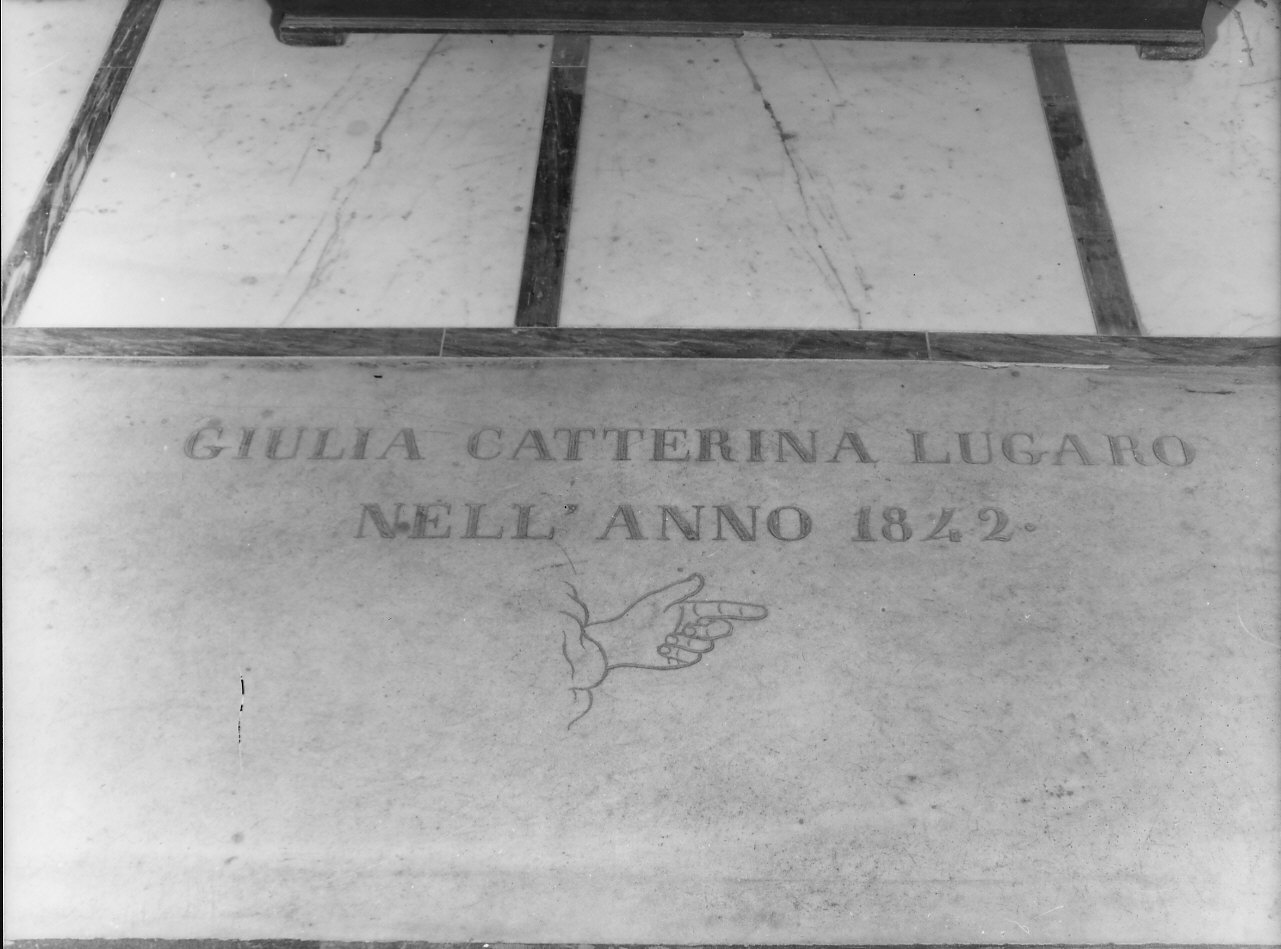 GIULIA CATTERINA LUGARO
NELL' ANNO 1842.